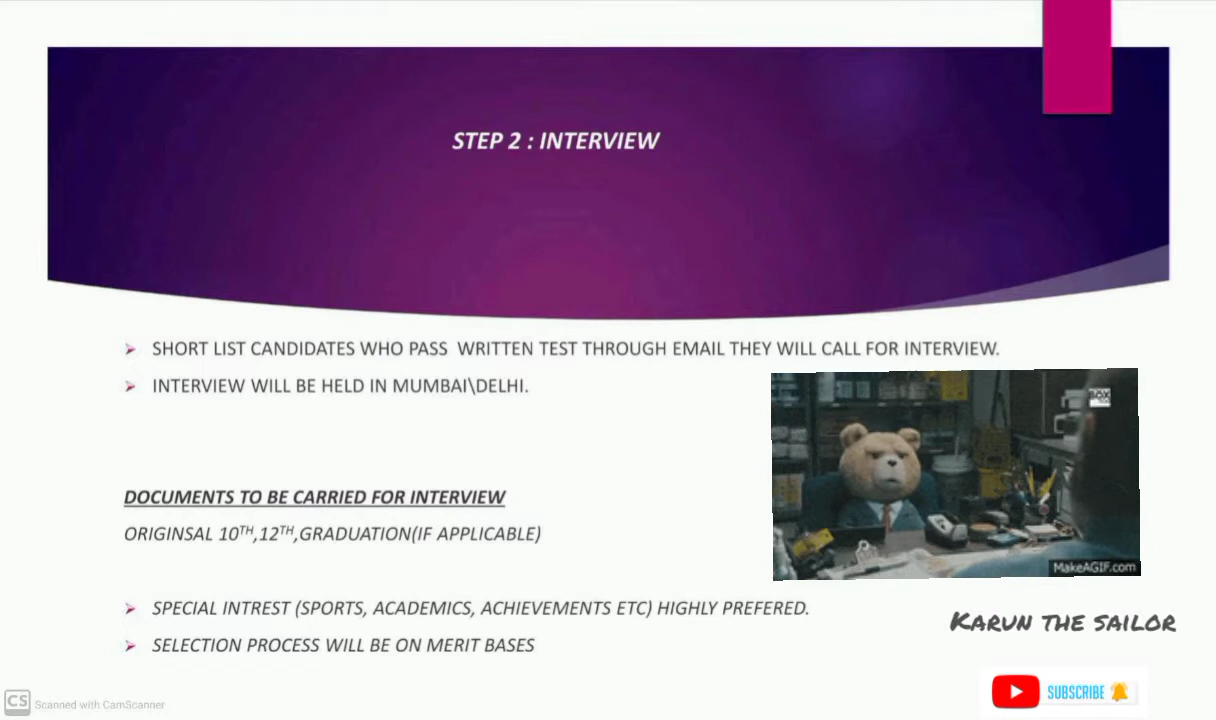 STEP 2 : INTERVIEW
SHORT LIST CANDIDATES WHO PASS WRITTEN TEST THROUGH EMAIL THEY WILL CALL FOR INTERVIEW.
INTERVIEW WILL BE HELD IN MUMBAI\DELHI.
BOX
DOCUMENTS TO BE CARRIED FOR INTERVIEW
ORIGINSAL 10TH,12TH,GRADUATION(IF APPLICABLE)
MakeAGIF.com
SPECIAL INTREST (SPORTS, ACADEMICS, ACHIEVEMENTS ETC) HIGHLY PREFERED.
KARUN THE SAILOR
SELECTION PROCESS WILL BE ON MERIT BASES
SUBSCRIBE
CS Scanned with CamScanner